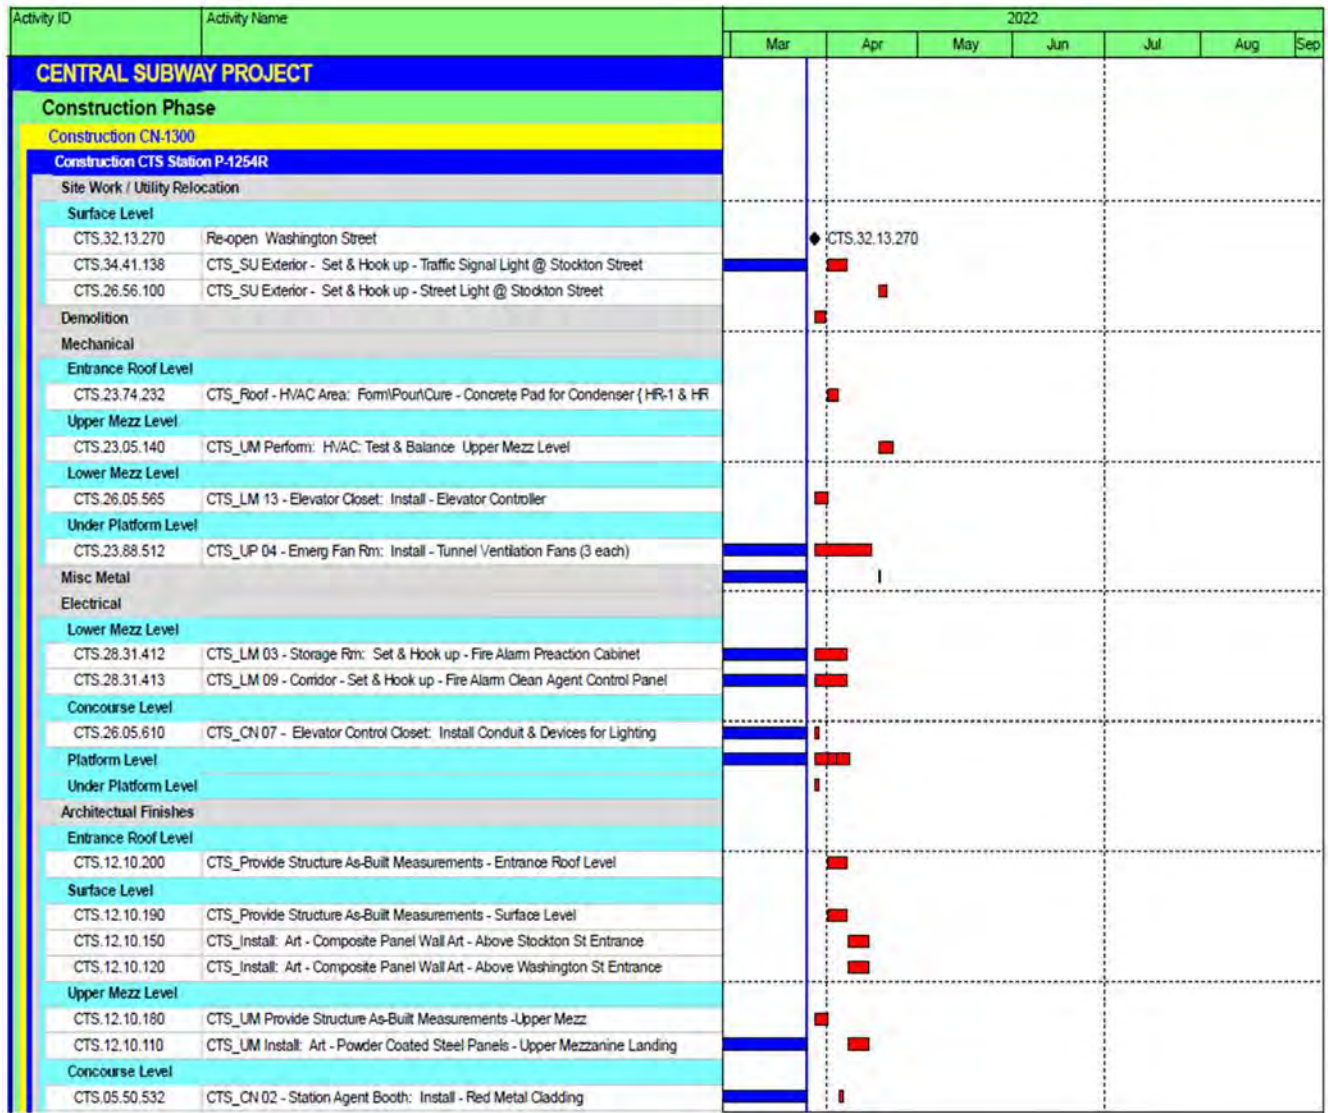 Activity ID Activity Name 2022
Mar Apr May Jun Jul Aug Sep
CENTRAL SUBWAY PROJECT
Construction Phase
Construction CN-1300
Construction CTS Station P-1254R
Site Work / Utility Relocation
Surface Level
CTS.32.13.270 Re-open Washington Street CTS.32.13.270
CTS.34.41.138 CTS_SU Exterior - Set & Hook up - Traffic Signal Light @ Stockton Street
CTS.26.56.100 CTS_SU Exterior - Set & Hook up - Street Light @ Stockton Street
Demolition
Mechanical
Entrance Roof Level
CTS.23.74.232 CTS_Roof - HVAC Area: Form\Pour\Cure - Concrete Pad for Condenser { HR-1 & HR
Upper Mezz Level
CTS.23.05.140 CTS_UM Perform: HVAC: Test & Balance Upper Mezz Level
Lower Mezz Level
CTS.26.05.565 CTS_LM 13 - Elevator Closet: Install - Elevator Controller
Under Platform Level
CTS.23.88.512 CTS_UP 04 - Emerg Fan Rm: Install - Tunnel Ventilation Fans (3 each)
Misc Metal
Electrical
Lower Mezz Level
CTS.28.31.412 CTS_LM 03 - Storage Rm: Set & Hook up - Fire Alarm Preaction Cabinet
CTS.28.31.413 CTS_LM 09 - Corridor - Set & Hook up - Fire Alarm Clean Agent Control Panel
Concourse Level
CTS.26.05.610 CTS_CN 07 - Elevator Control Closet: Install Conduit & Devices for Lighting
Platform Level
Under Platform Level
Architectual Finishes
Entrance Roof Level
CTS.12.10.200 CTS_Provide Structure As-Built Measurements - Entrance Roof Level
Surface Level
CTS.12.10.190 CTS_Provide Structure As-Built Measurements - Surface Level
CTS.12.10.150 CTS_Install: Art - Composite Panel Wall Art - Above Stockton St Entrance
CTS.12.10.120 CTS_Install: Art - Composite Panel Wall Art - Above Washington St Entrance
Upper Mezz Level
CTS.12.10.180 CTS_UM Provide Structure As-Built Measurements -Upper Mezz
CTS.12.10.110 CTS_UM Install: Art - Powder Coated Steel Panels - Upper Mezzanine Landing
Concourse Level
CTS.05.50.532 CTS_CN 02 - Station Agent Booth: Install - Red Metal Cladding